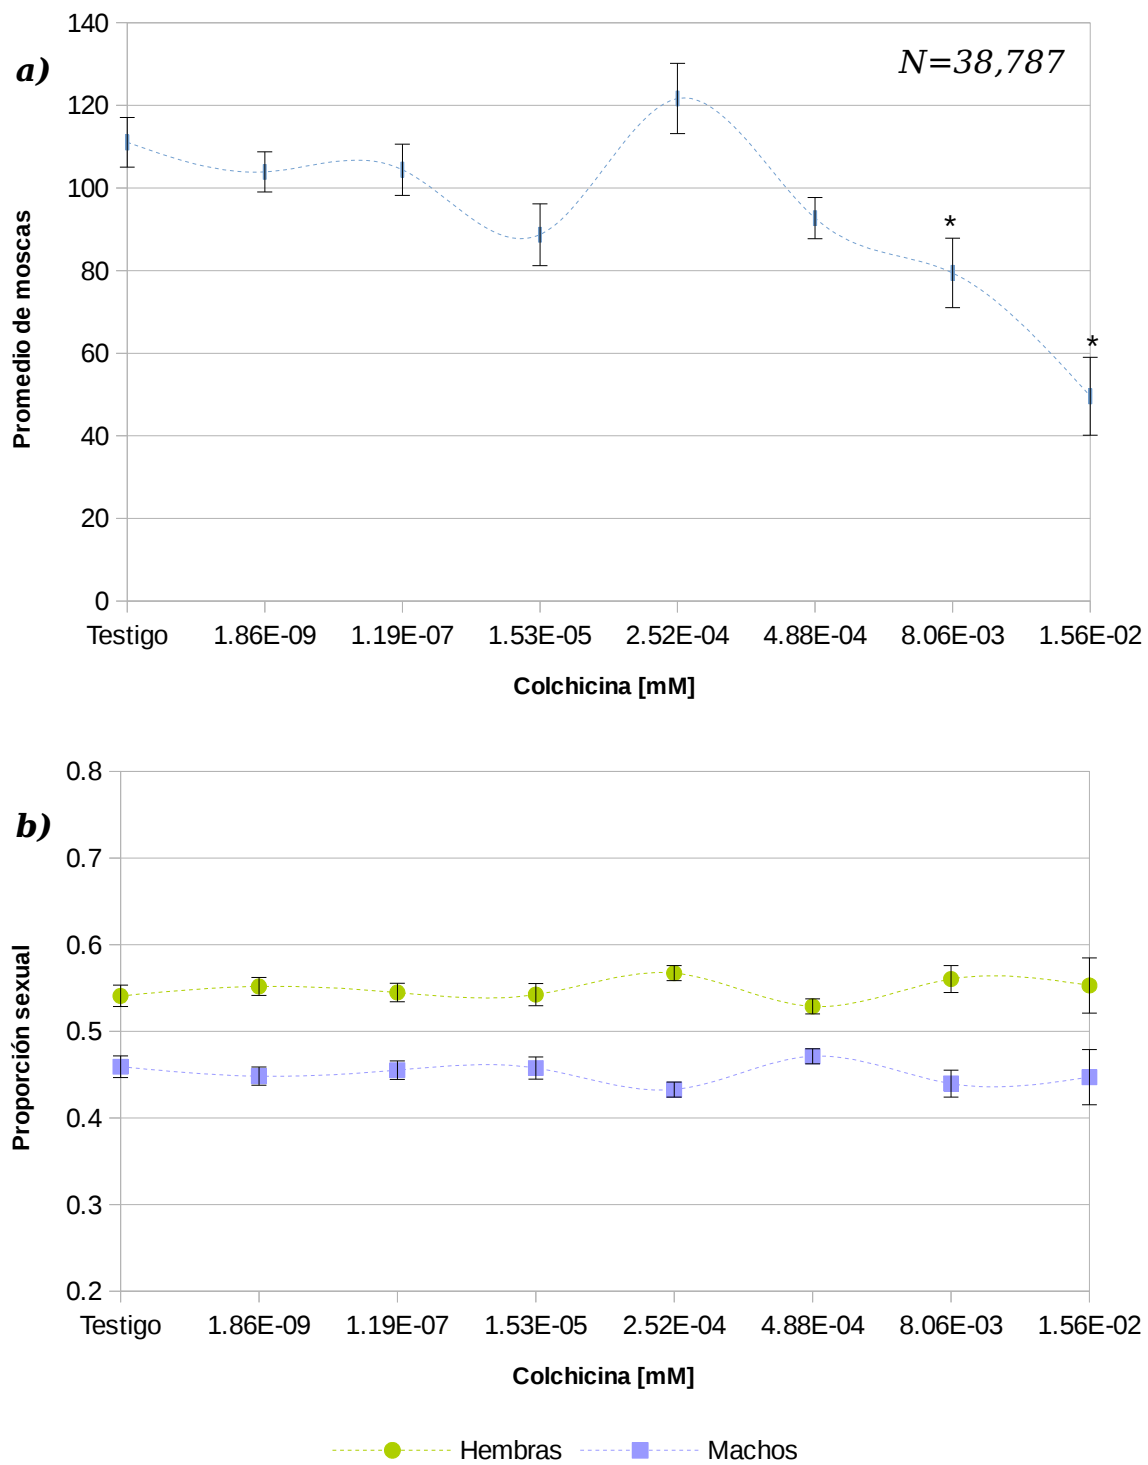 a)
N=38,787
Promedio de moscas
140
120
100
80
60
40
20
0
*
*
Testigo 1.86E-09 1.19E-07 1.53E-05 2.52E-04 4.88E-04 8.06E-03 1.56E-02
Colchicina [mM]
b)
Proporción sexual
0.8
0.7
0.6
0.5
0.4
0.3
0.2
Testigo 1.86E-09 1.19E-07 1.53E-05 2.52E-04 4.88E-04 8.06E-03 1.56E-02
Colchicina [mM]
Hembras Machos